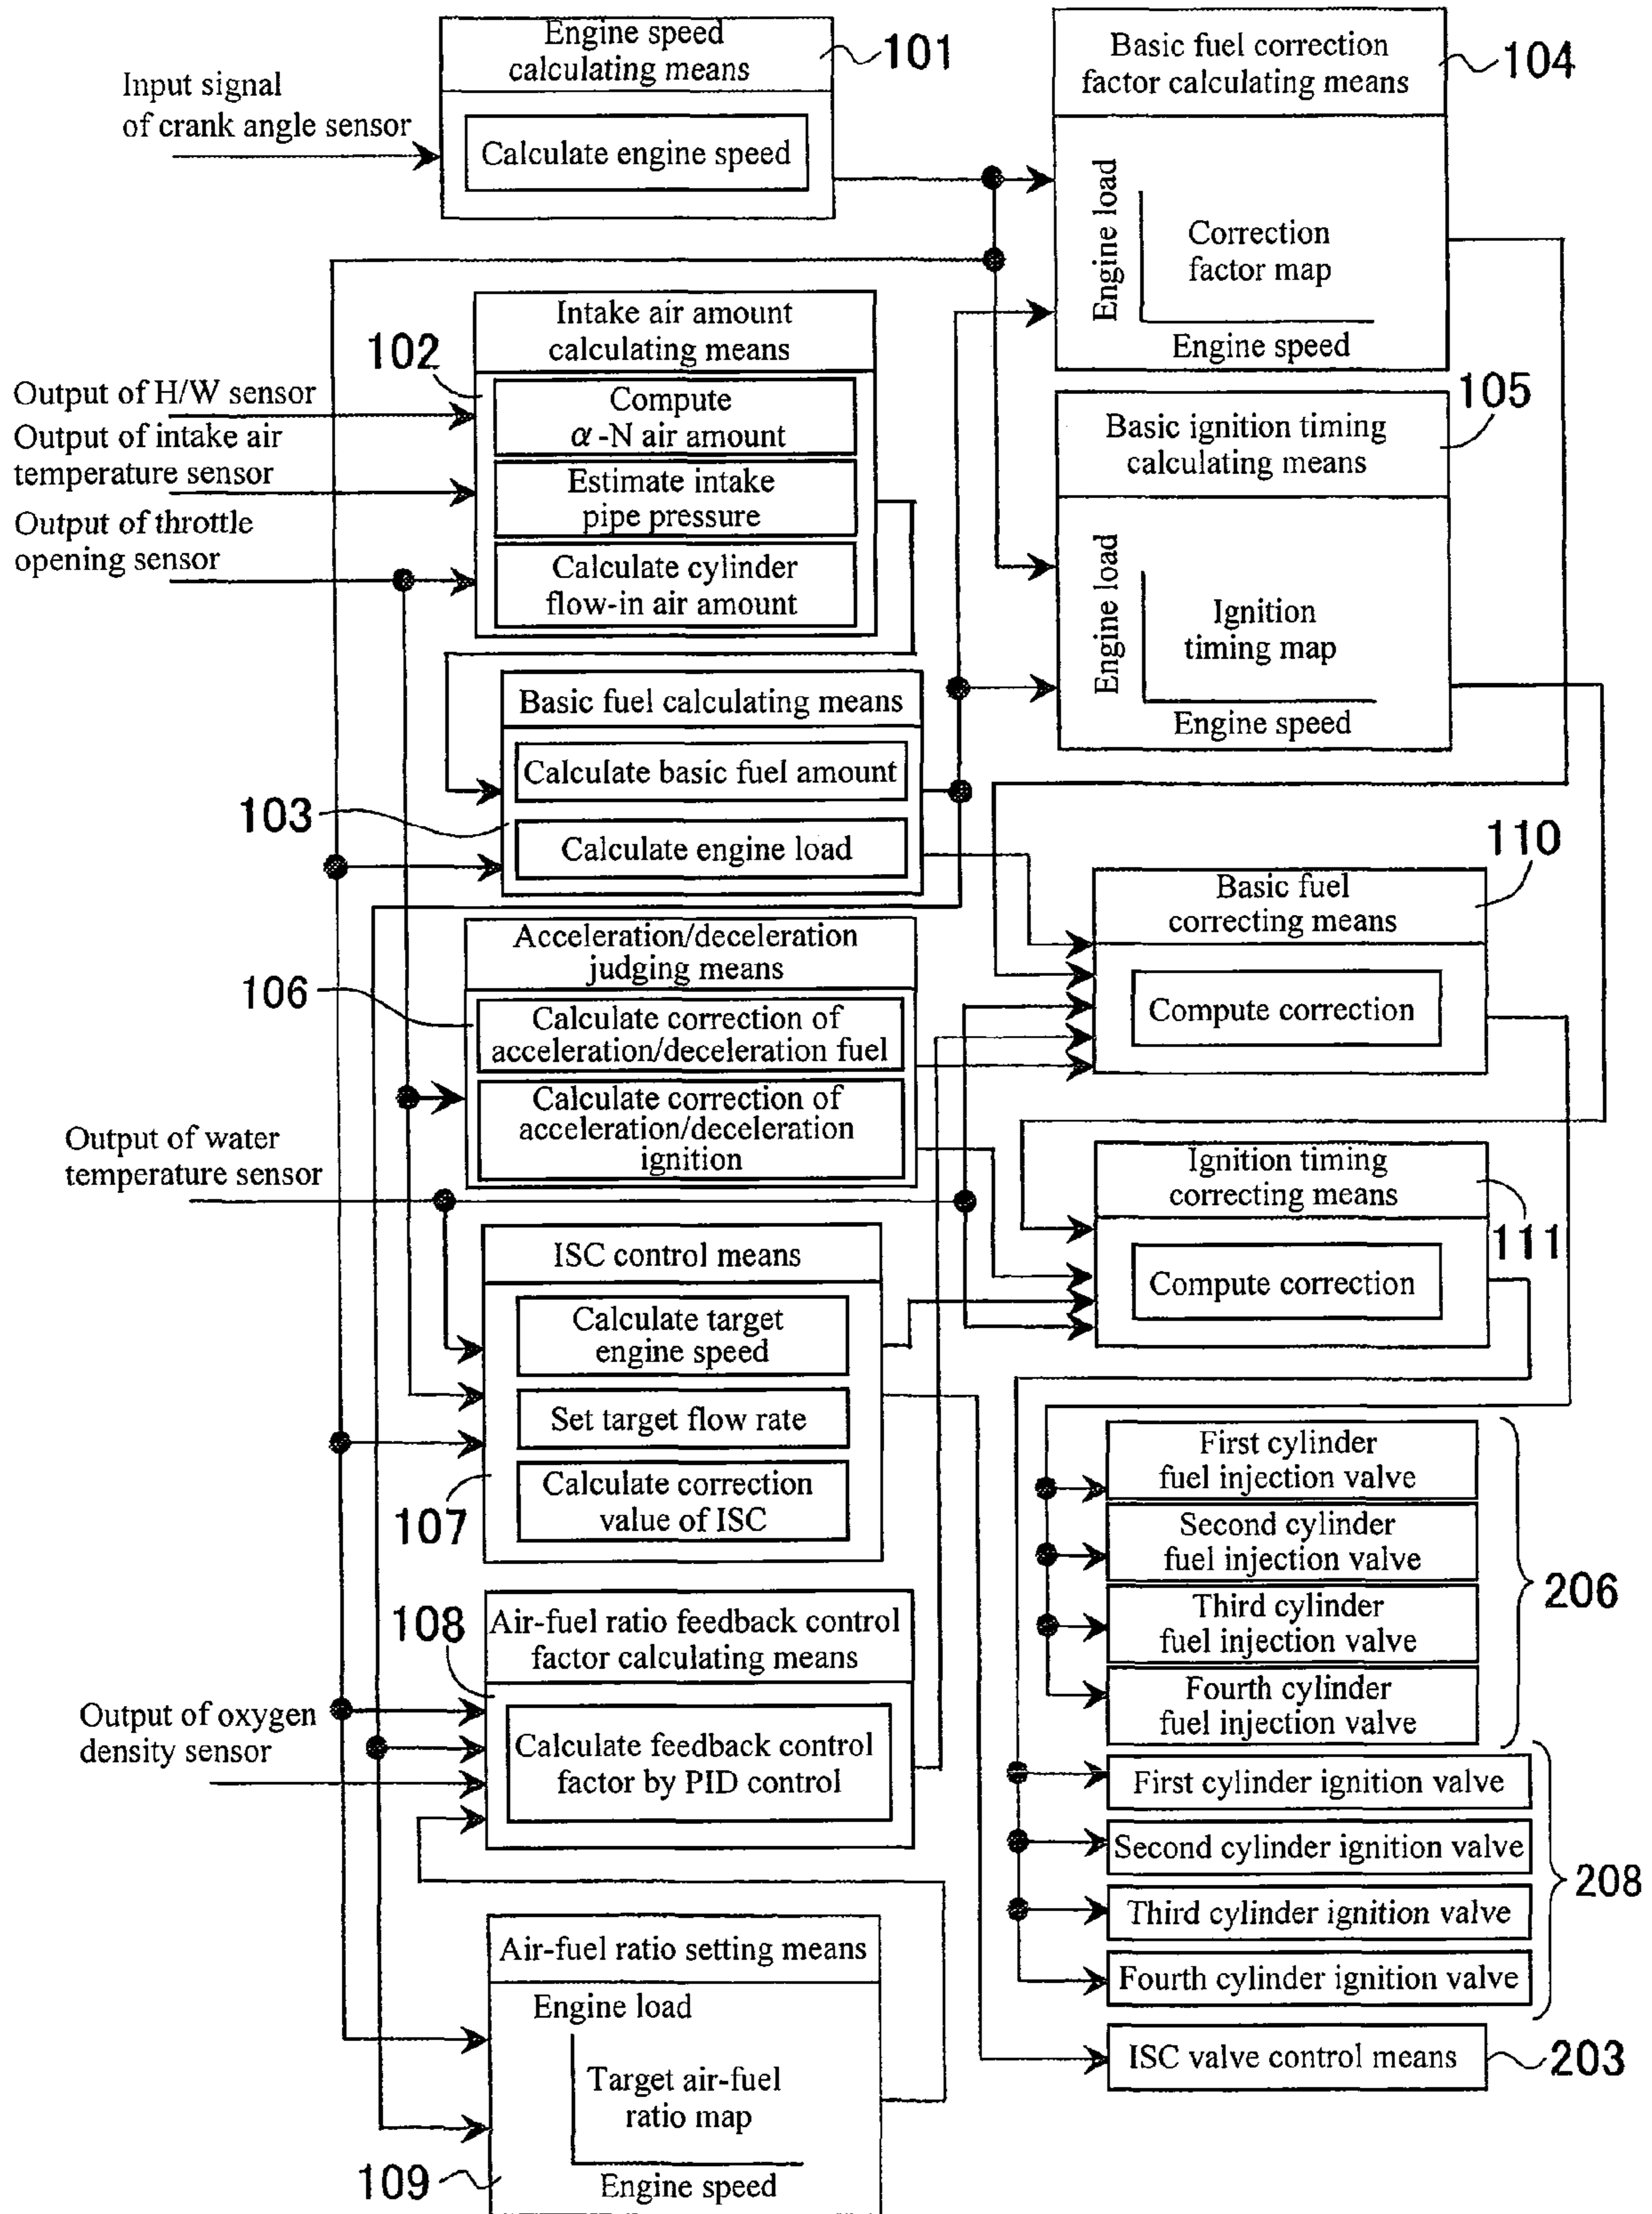 Engine speed
calculating means
101
Input signal
of crank angle sensor
Calculate engine speed
Basic fuel correction
factor calculating means
104
Engine load
Correction
factor map
Engine speed
Intake air amount
calculating means
102
Output of H/W sensor
Output of intake air
temperature sensor
Output of throttle
opening sensor
Compute
α-N air amount
Estimate intake
pipe pressure
Calculate cylinder
flow-in air amount
105
Basic ignition timing
calculating means
Engine load
Ignition
timing map
Engine speed
Basic fuel calculating means
Calculate basic fuel amount
103
Calculate engine load
110
Basic fuel
correcting means
Compute correction
Acceleration/deceleration
judging means
106
Calculate correction of
acceleration/deceleration fuel
Calculate correction of
acceleration/deceleration
ignition
Output of water
temperature sensor
Ignition timing
correcting means
111
Compute correction
ISC control means
Calculate target
engine speed
Set target flow rate
Calculate correction
value of ISC
107
First cylinder
fuel injection valve
Second cylinder
fuel injection valve
Third cylinder
fuel injection valve
Fourth cylinder
fuel injection valve
206
108
Air-fuel ratio feedback control
factor calculating means
Output of oxygen
density sensor
Calculate feedback control
factor by PID control
First cylinder ignition valve
Second cylinder ignition valve
Third cylinder ignition valve
Fourth cylinder ignition valve
208
Air-fuel ratio setting means
Engine load
Target air-fuel
ratio map
Engine speed
109
ISC valve control means
203